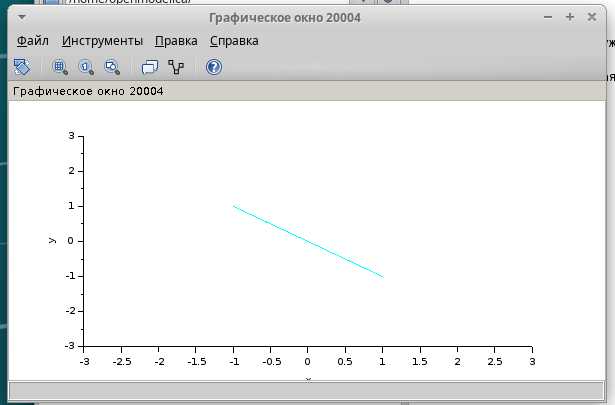 /home/openmodelica/
Графическое окно 20004
Файл Инструменты Правка Справка
Графическое окно 20004
3
2
1
y 0
-1
-2
-3
-3 -2.5 -2 -1.5 -1 -0.5 0 0.5 1 1.5 2 2.5 3